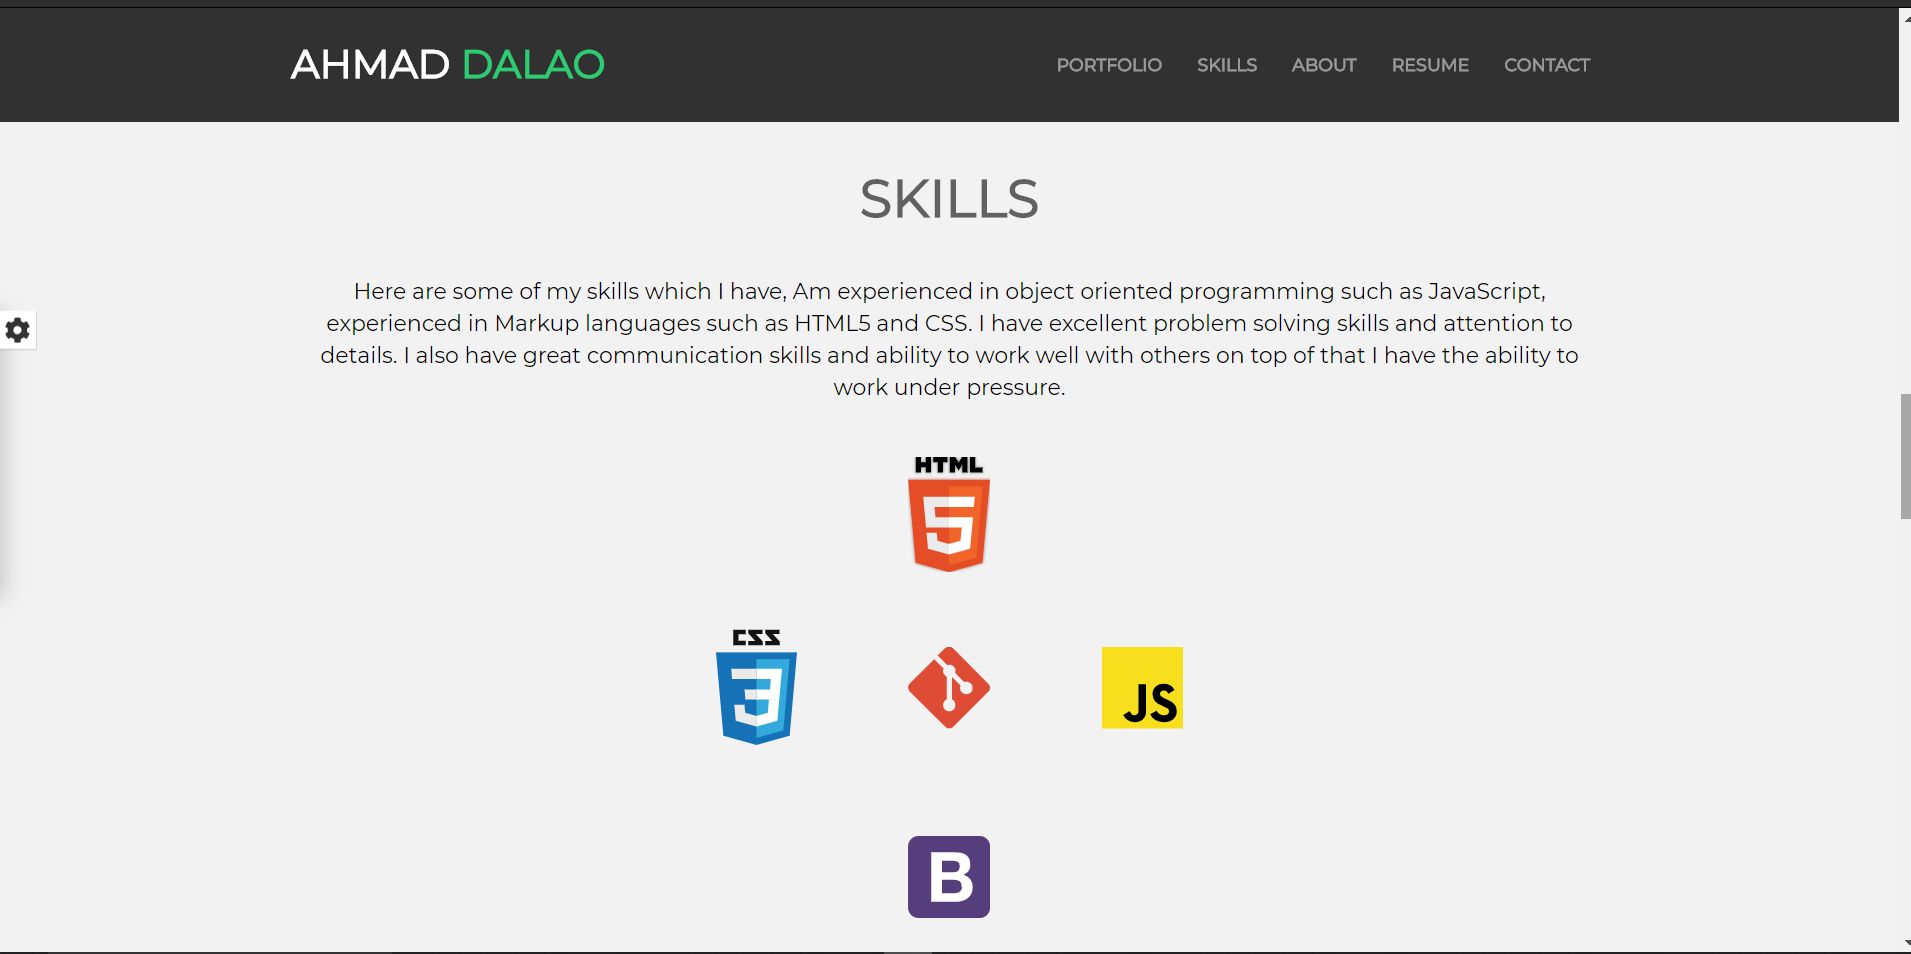 AHMAD DALAO
PORTFOLIO SKILLS ABOUT RESUME CONTACT
SKILLS
Here are some of my skills which I have, Am experienced in object oriented programming such as JavaScript,
experienced in Markup languages such as HTML5 and CSS. I have excellent problem solving skills and attention to
details. I also have great communication skills and ability to work well with others on top of that I have the ability to
work under pressure.
HTML
5
CSS
3
JS
B